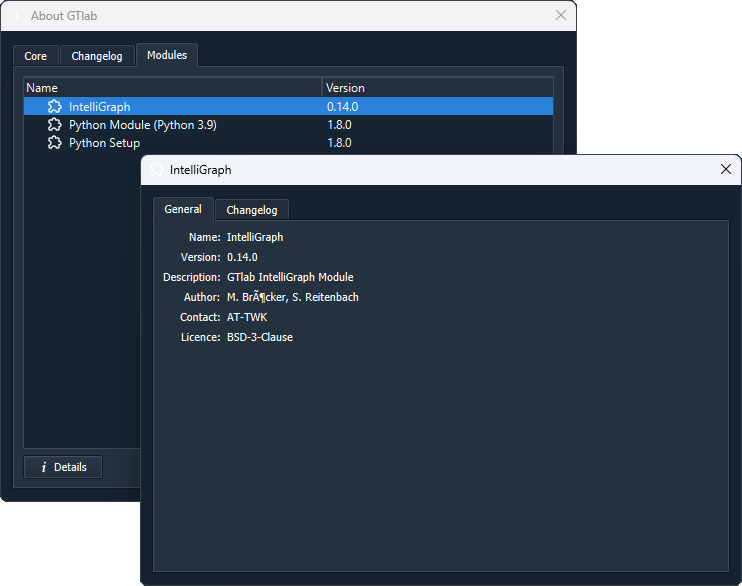 About GTlab
Core Changelog Modules
Name Version
IntelliGraph 0.14.0
Python Module (Python 3.9) 1.8.0
Python Setup 1.8.0
IntelliGraph
General Changelog
Name: IntelliGraph
Version: 0.14.0
Description: GTlab IntelliGraph Module
Author: M. BrÃ¶cker, S. Reitenbach
Contact: AT-TWK
Licence: BSD-3-Clause
i Details